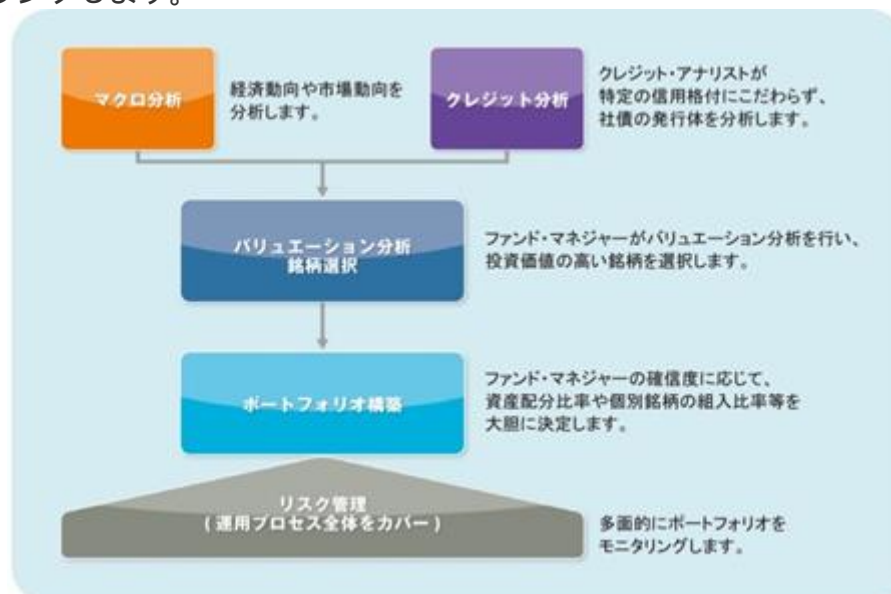 します。
マクロ分析
経済動向や市場動向を
分析します。
クレジット分析
クレジット・アナリストが
特定の信用格付にこだわらず、
社債の発行体を分析します。
バリュエーション分析
銘柄選択
ファンド・マネジャーがバリュエーション分析を行い、
投資価値の高い銘柄を選択します。
ポートフォリオ構築
ファンド・マネジャーの確信度に応じて、
資産配分比率や個別銘柄の組入比率等を
大胆に決定します。
リスク管理
(運用プロセス全体をカバー)
多面的にポートフォリオを
モニタリングします。